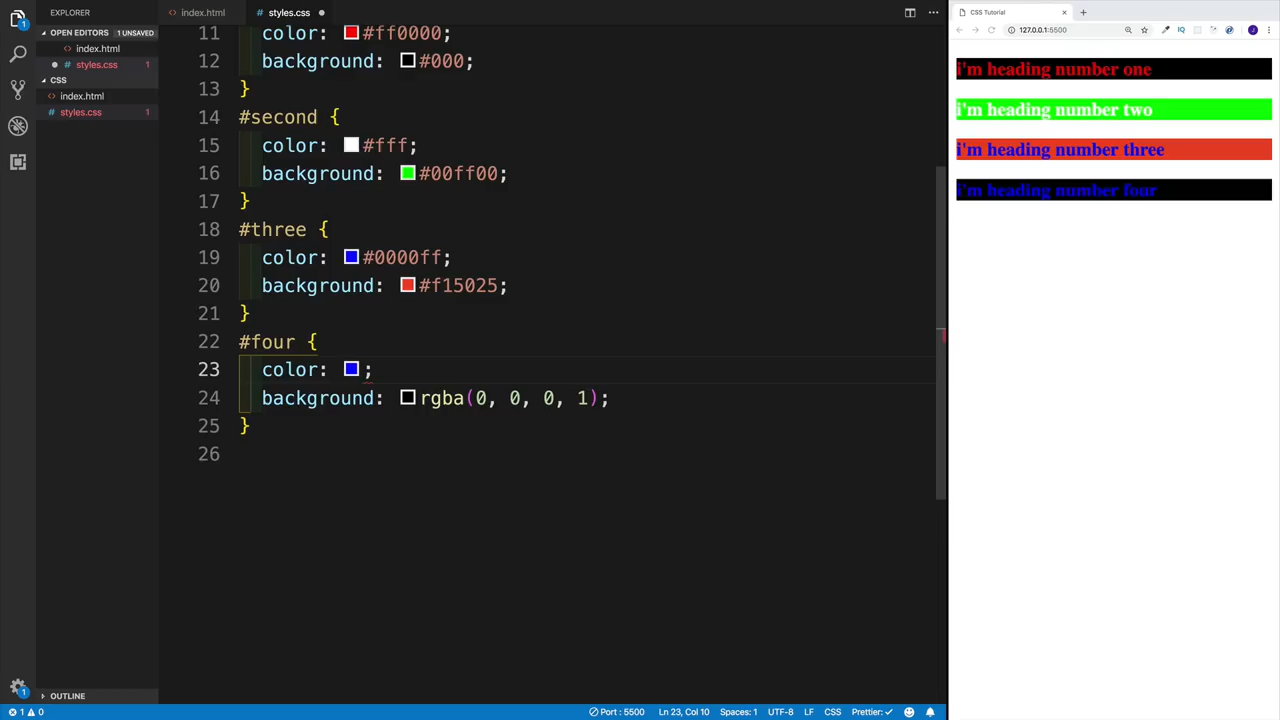 EXPLORER
OPEN EDITORS 1 UNSAVED
index.html
styles.css 1
CSS
index.html
styles.css 1
OUTLINE
index.html
styles.css
11 color: #ff0000;
12 background: #000;
13 }
14 #second {
15 color: #fff;
16 background: #00ff00;
17 }
18 #three {
19 color: #0000ff;
20 background: #f15025;
21 }
22 #four {
23 color: ;
24 background: rgba(0, 0, 0, 1);
25 }
26
CSS Tutorial
127.0.0.1:5500
i'm heading number one
i'm heading number two
i'm heading number three
i'm heading number four
1 0 Port : 5500 Ln 23, Col 10 Spaces: 1 UTF-8 LF CSS Prettier: ✓